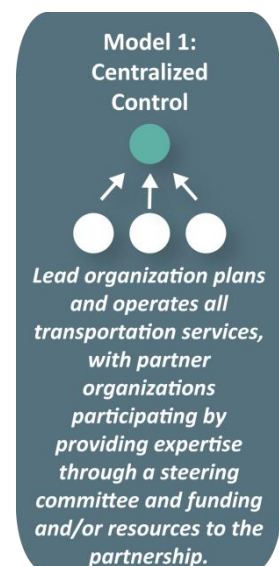 Model 1:
Centralized
Control
Lead organization plans
and operates all
transportation services,
with partner
organizations
participating by
providing expertise
through a steering
committee and funding
and/or resources to the
partnership.